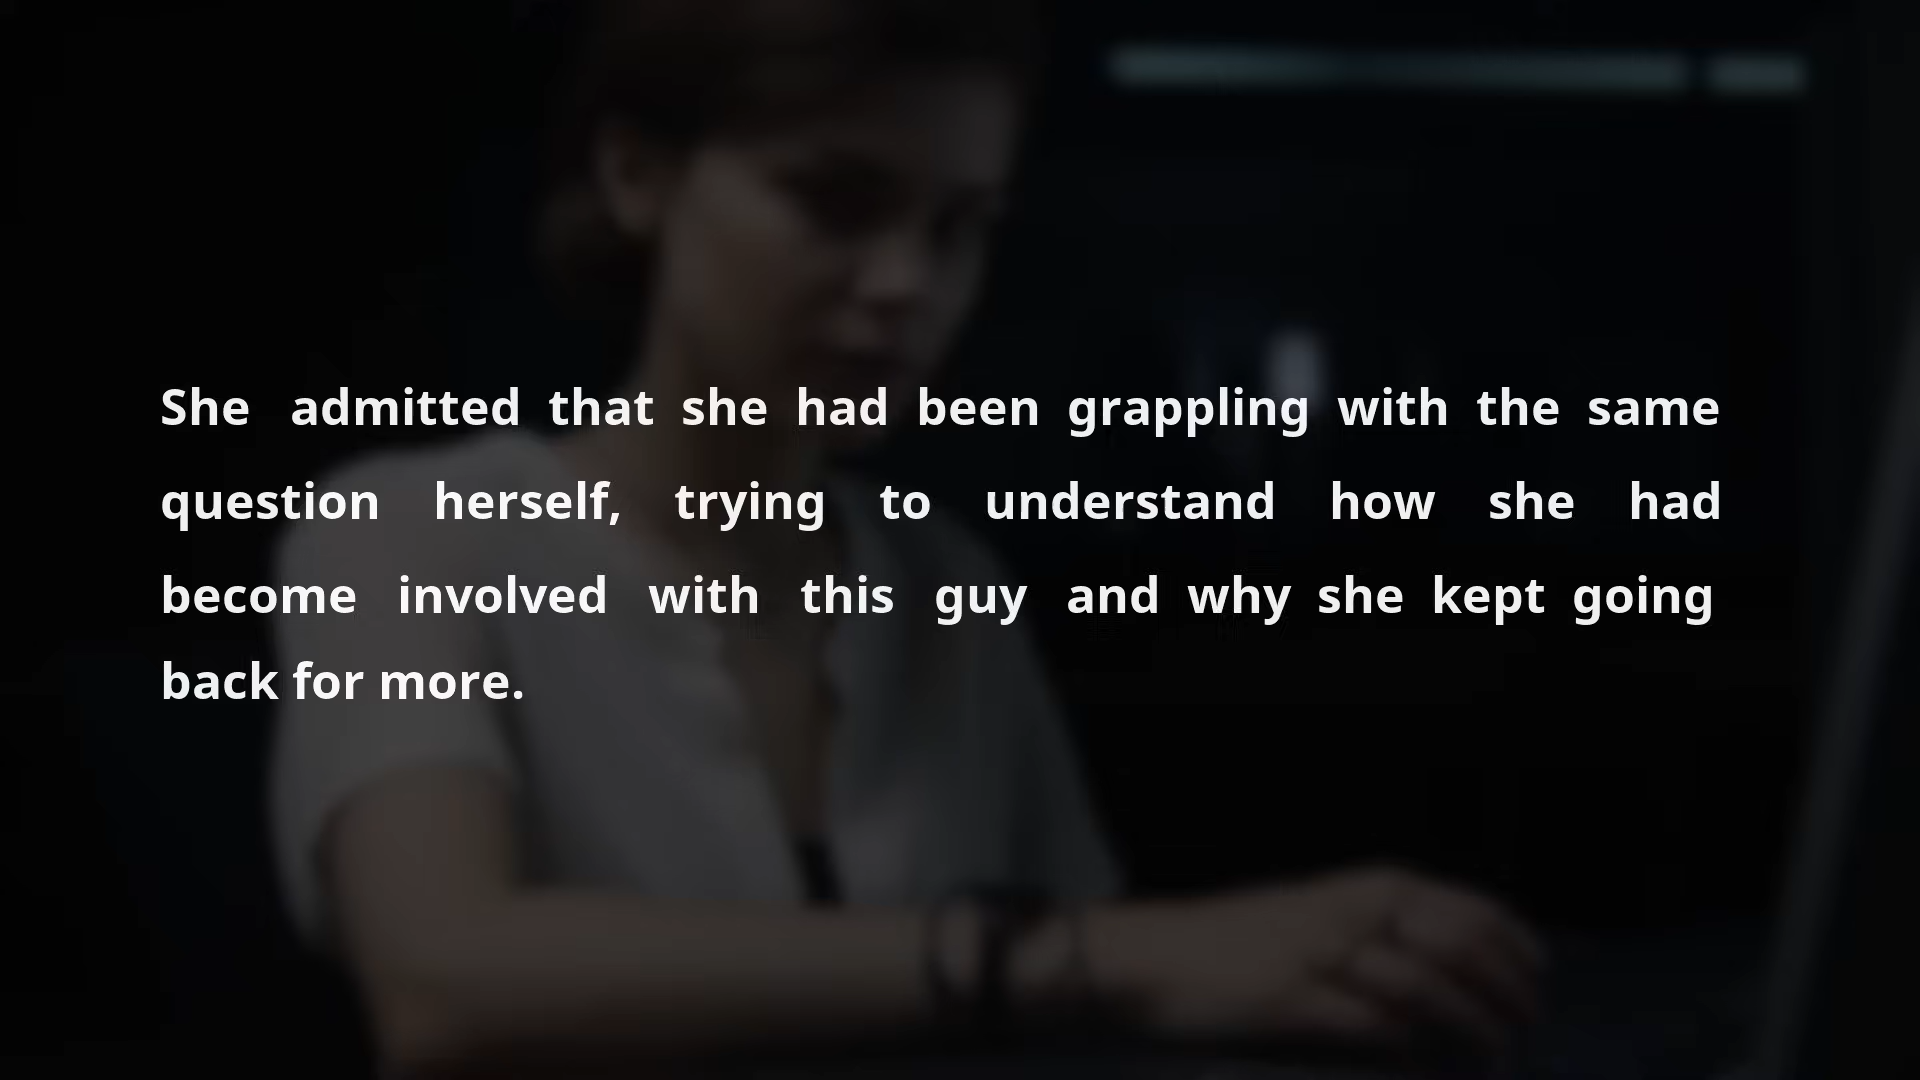 She admitted that she had been grappling with the same
question herself, trying to understand how she had
become involved with this guy and why she kept going
back for more.